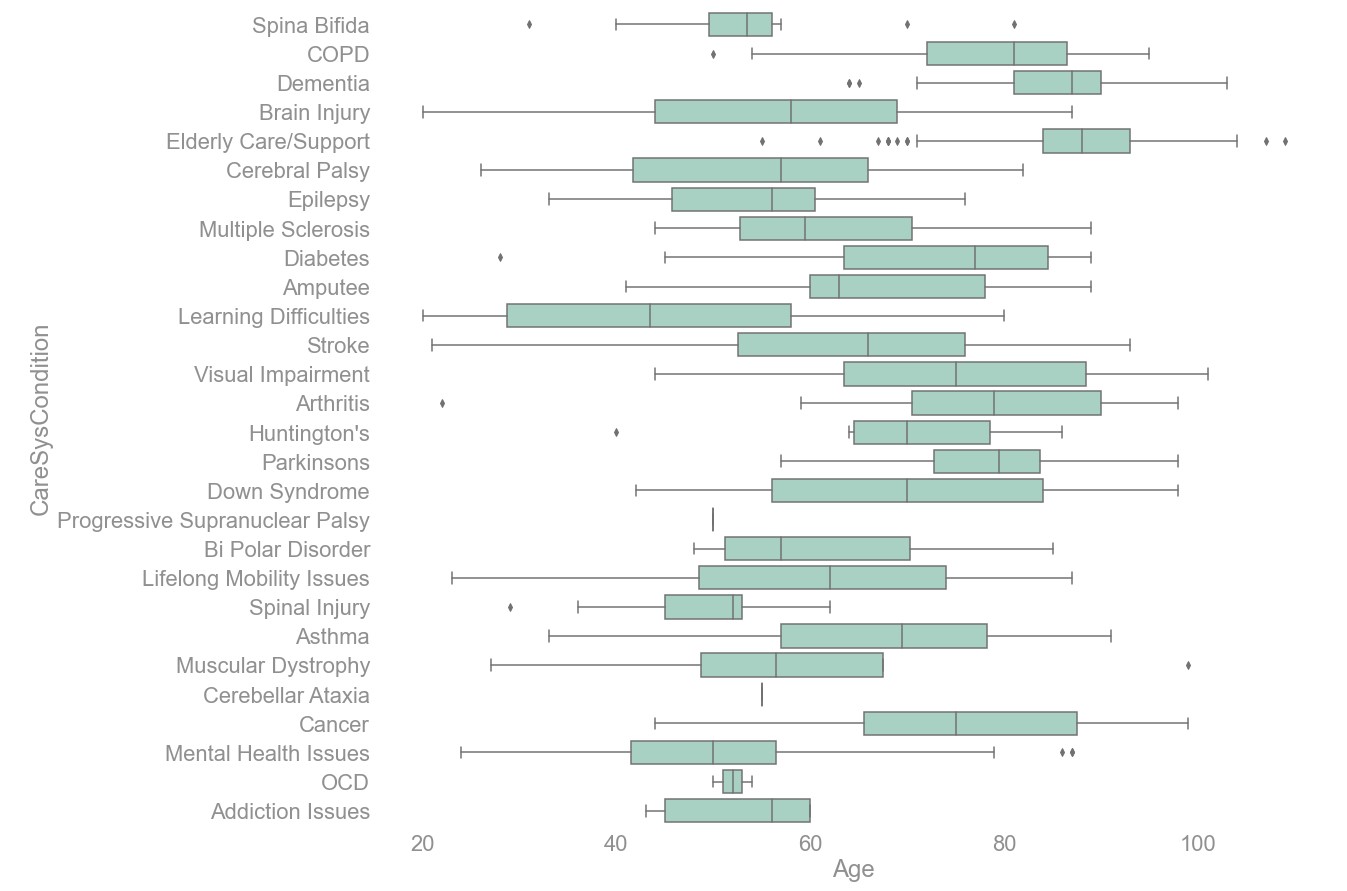 Spina Bifida
COPD
Dementia
Brain Injury
Elderly Care/Support
Cerebral Palsy
Epilepsy
Multiple Sclerosis
Diabetes
Amputee
Learning Difficulties
Stroke
Visual Impairment
Arthritis
Huntington's
Parkinsons
Down Syndrome
Progressive Supranuclear Palsy
Bi Polar Disorder
Lifelong Mobility Issues
Spinal Injury
Asthma
Muscular Dystrophy
Cerebellar Ataxia
Cancer
Mental Health Issues
OCD
Addiction Issues
CareSysCondition
20 40 60 80 100
Age